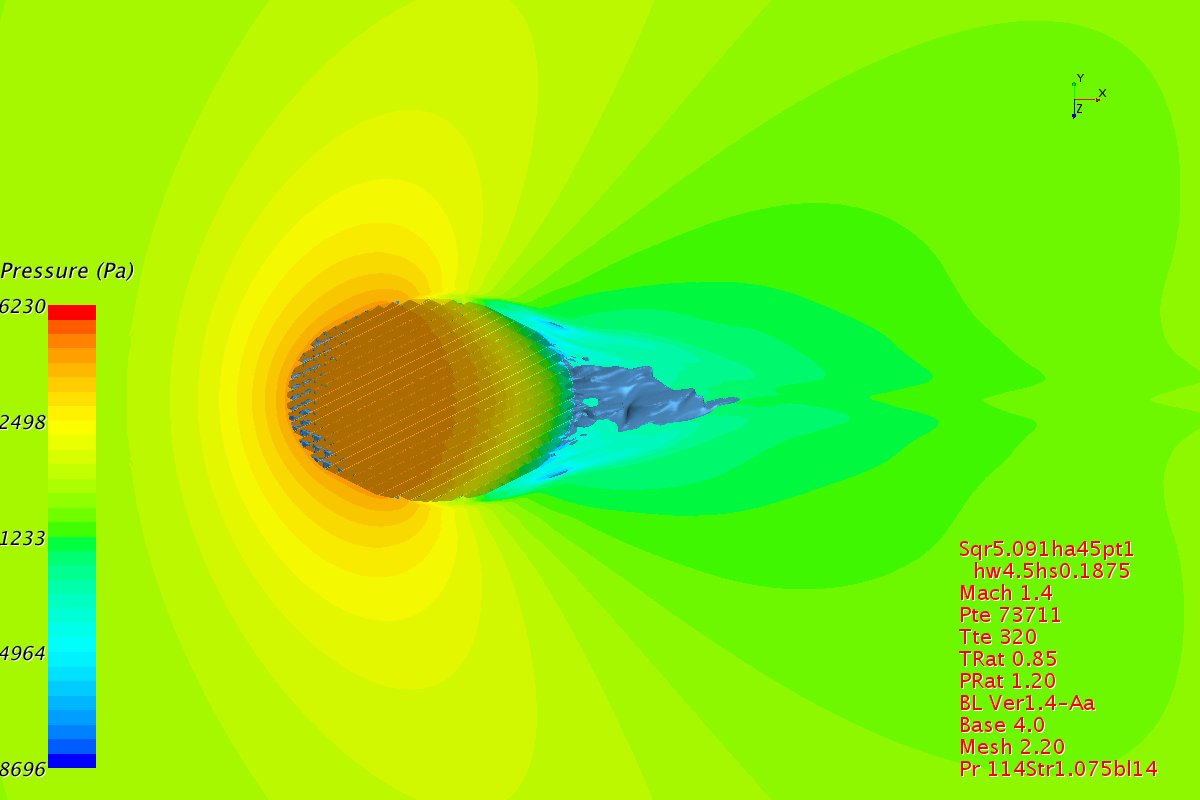 Y
X
Z
Pressure (Pa)
6230
2498
1233
4964
8696
Sqr5.091ha45pt1
hw4.5hs0.1875
Mach 1.4
Pte 73711
Tte 320
TRat 0.85
PRat 1.20
BL Ver1.4-Aa
Base 4.0
Mesh 2.20
Pr 114Str1.075bl14